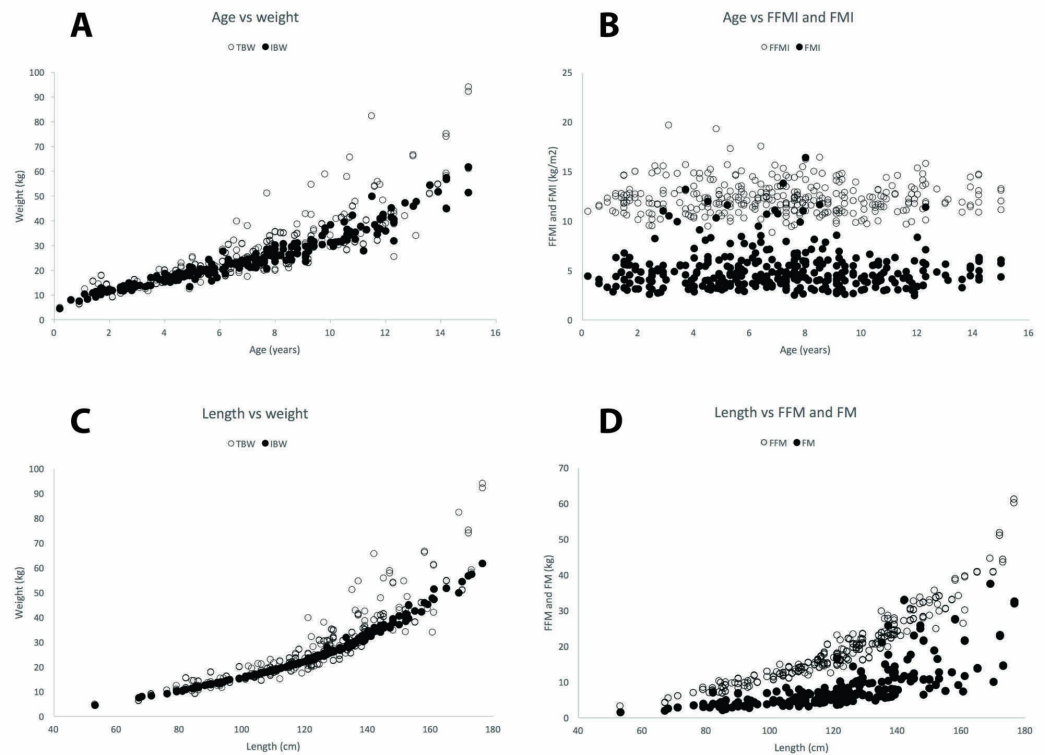 A
Age vs weight
○TBW ●IBW
Weight (kg)
100
90
80
70
60
50
40
30
20
10
0
0 2 4 6 8 10 12 14 16
Age (years)
B
Age vs FFMI and FMI
○FFMI ●FMI
FFMI and FMI (kg/m2)
25
20
15
10
5
0
0 2 4 6 8 10 12 14 16
Age (years)
C
Length vs weight
○TBW ●IBW
Weight (kg)
100
90
80
70
60
50
40
30
20
10
0
40 60 80 100 120 140 160 180
Length (cm)
D
Length vs FFM and FM
○FFM ●FM
FFM and FM (kg)
70
60
50
40
30
20
10
0
40 60 80 100 120 140 160 180
Length (cm)